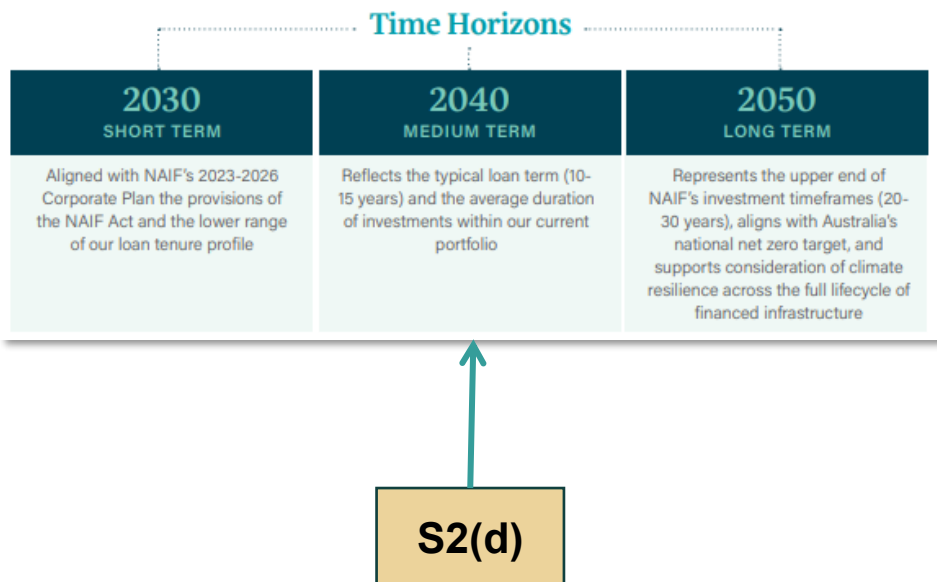 Time Horizons
2030
SHORT TERM
Aligned with NAIF's 2023-2026
Corporate Plan the provisions of
the NAIF Act and the lower range
of our loan tenure profile
2040
MEDIUM TERM
Reflects the typical loan term (10-
15 years) and the average duration
of investments within our current
portfolio
2050
LONG TERM
Represents the upper end of
NAIF's investment timeframes (20-
30 years), aligns with Australia's
national net zero target, and
supports consideration of climate
resilience across the full lifecycle of
financed infrastructure
S2(d)